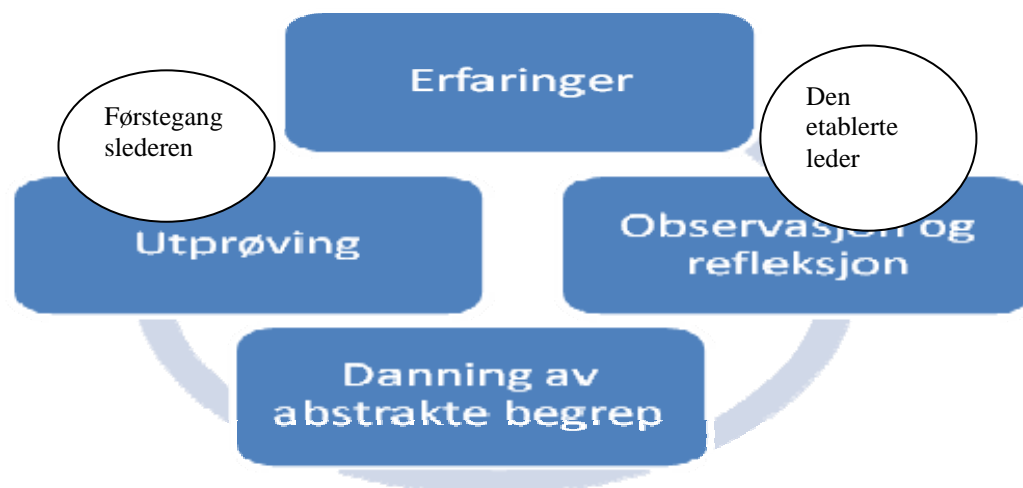 Erfaringer
Førstegang
slederen
Den
etablerte
leder
Utprøving
Observasjon og
refleksjon
Danning av
abstrakte begrep